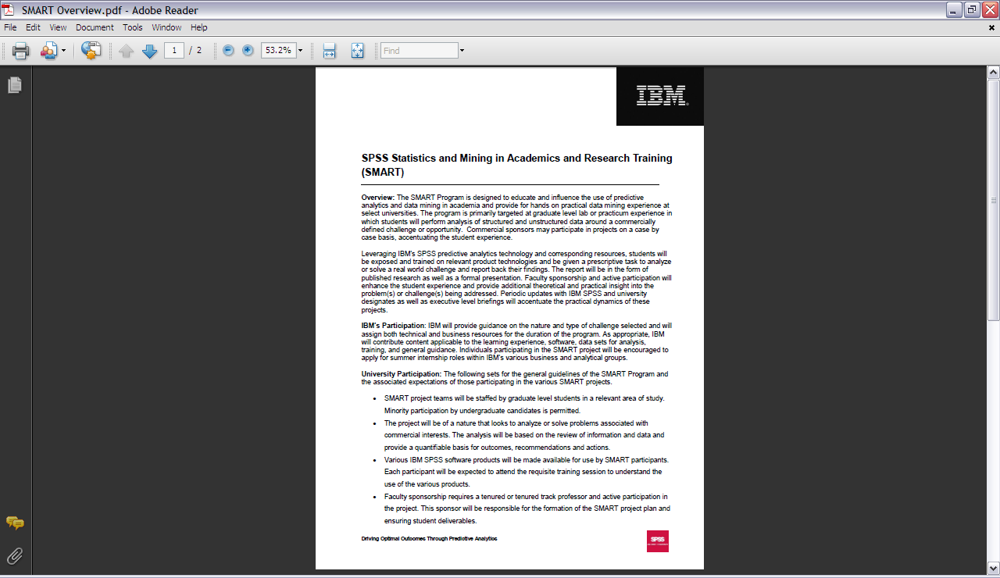 SMART Overview.pdf - Adobe Reader
File Edit View Document Tools Window Help
1 / 2 53.2% Find
IBM
SPSS Statistics and Mining in Academics and Research Training
(SMART)
Overview: The SMART Program is designed to educate and influence the use of predictive
analytics and data mining in academia and provide for hands on practical data mining experience at
select universities. The program is primarily targeted at graduate level lab or practicum experience in
which students will perform analysis of structured and unstructured data around a commercially
defined challenge or opportunity. Commercial sponsors may participate in projects on a case by
case basis, accentuating the student experience.
Leveraging IBM's SPSS predictive analytics technology and corresponding resources, students will
be exposed and trained on relevant product technologies and be given a prescriptive task to analyze
or solve a real world challenge and report back their findings. The report will be in the form of
published research as well as a formal presentation. Faculty sponsorship and active participation will
enhance the student experience and provide additional theoretical and practical insight into the
problem(s) or challenge(s) being addressed. Periodic updates with IBM SPSS and university
designates as well as executive level briefings will accentuate the practical dynamics of these
projects.
IBM's Participation: IBM will provide guidance on the nature and type of challenge selected and will
assign both technical and business resources for the duration of the program. As appropriate, IBM
will contribute content applicable to the learning experience, software, data sets for analysis,
training, and general guidance. Individuals participating in the SMART project will be encouraged to
apply for summer internship roles within IBM's various business and analytical groups.
University Participation: The following sets for the general guidelines of the SMART Program and
the associated expectations of those participating in the various SMART projects.
• SMART project teams will be staffed by graduate level students in a relevant area of study.
Minority participation by undergraduate candidates is permitted.
• The project will be of a nature that looks to analyze or solve problems associated with
commercial interests. The analysis will be based on the review of information and data and
provide a quantifiable basis for outcomes, recommendations and actions.
• Various IBM SPSS software products will be made available for use by SMART participants.
Each participant will be expected to attend the requisite training session to understand the
use of the various products.
• Faculty sponsorship requires a tenured or tenured track professor and active participation in
the project. This sponsor will be responsible for the formation of the SMART project plan and
ensuring student deliverables.
Driving Optimal Outcomes Through Predictive Analytics
SPSS